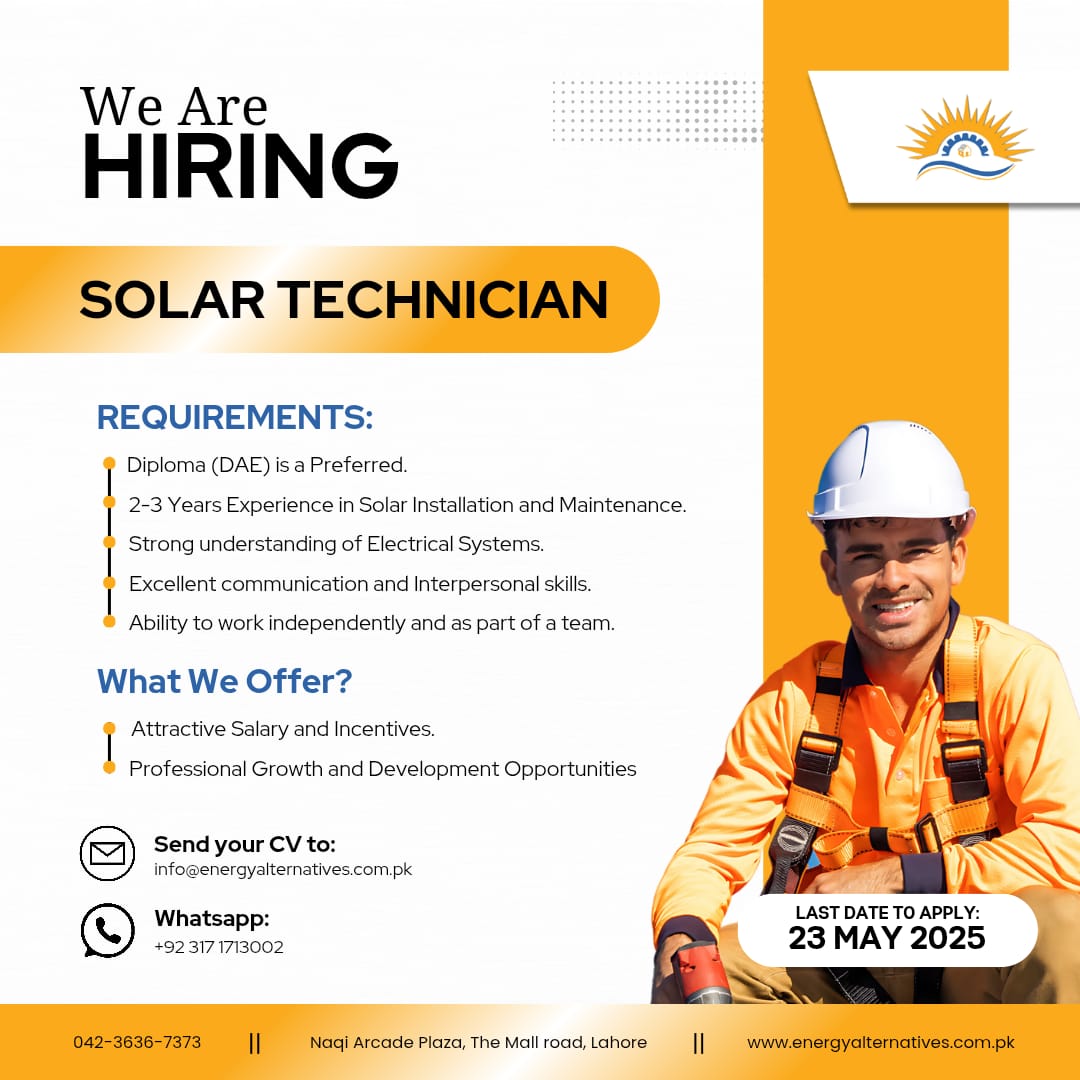 We Are
HIRING
SOLAR TECHNICIAN
REQUIREMENTS:
Diploma (DAE) is a Preferred.
2-3 Years Experience in Solar Installation and Maintenance.
Strong understanding of Electrical Systems.
Excellent communication and Interpersonal skills.
Ability to work independently and as part of a team.
What We Offer?
Attractive Salary and Incentives.
Professional Growth and Development Opportunities
Send your CV to:
info@energyalternatives.com.pk
Whatsapp:
+92 317 1713002
LAST DATE TO APPLY:
23 MAY 2025
042-3636-7373 || Naqi Arcade Plaza, The Mall road, Lahore || www.energyalternatives.com.pk